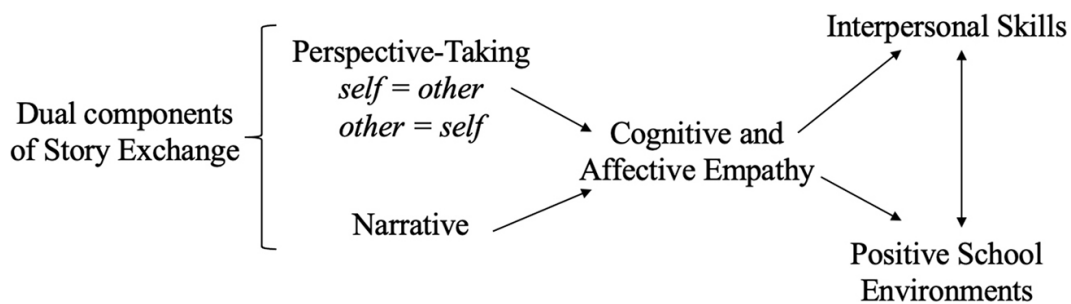 Dual components
of Story Exchange
Perspective-Taking
self = other
other = self
Narrative
Cognitive and
Affective Empathy
Interpersonal Skills
Positive School
Environments